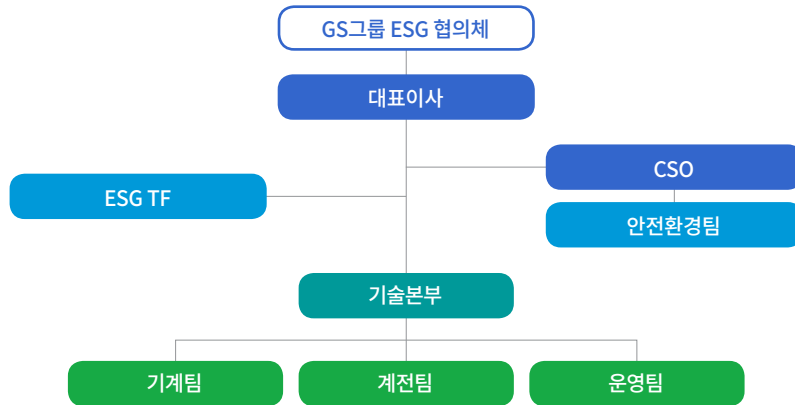 GS그룹 ESG 협의체
대표이사
CSO
ESG TF
안전환경팀
기술본부
기계팀
계전팀
운영팀